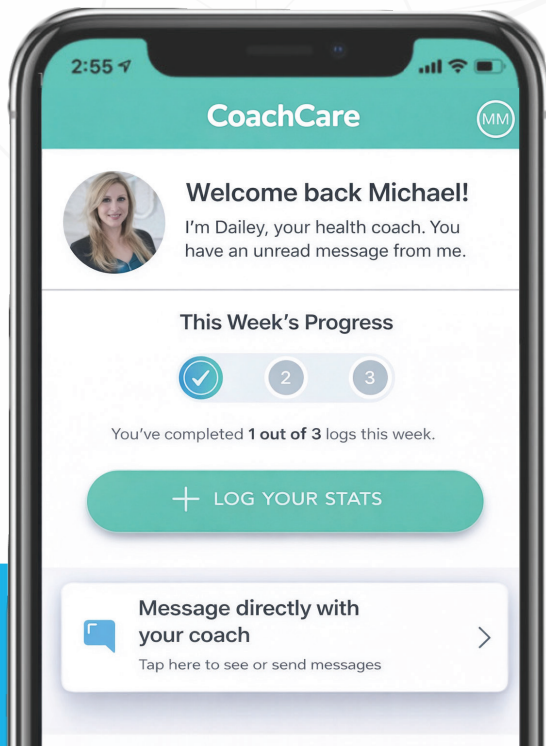 2:55
CoachCare
MM
Welcome back Michael!
I'm Dailey, your health coach. You
have an unread message from me.
This Week's Progress
2
3
You've completed 1 out of 3 logs this week.
+ LOG YOUR STATS
Message directly with
your coach
Tap here to see or send messages